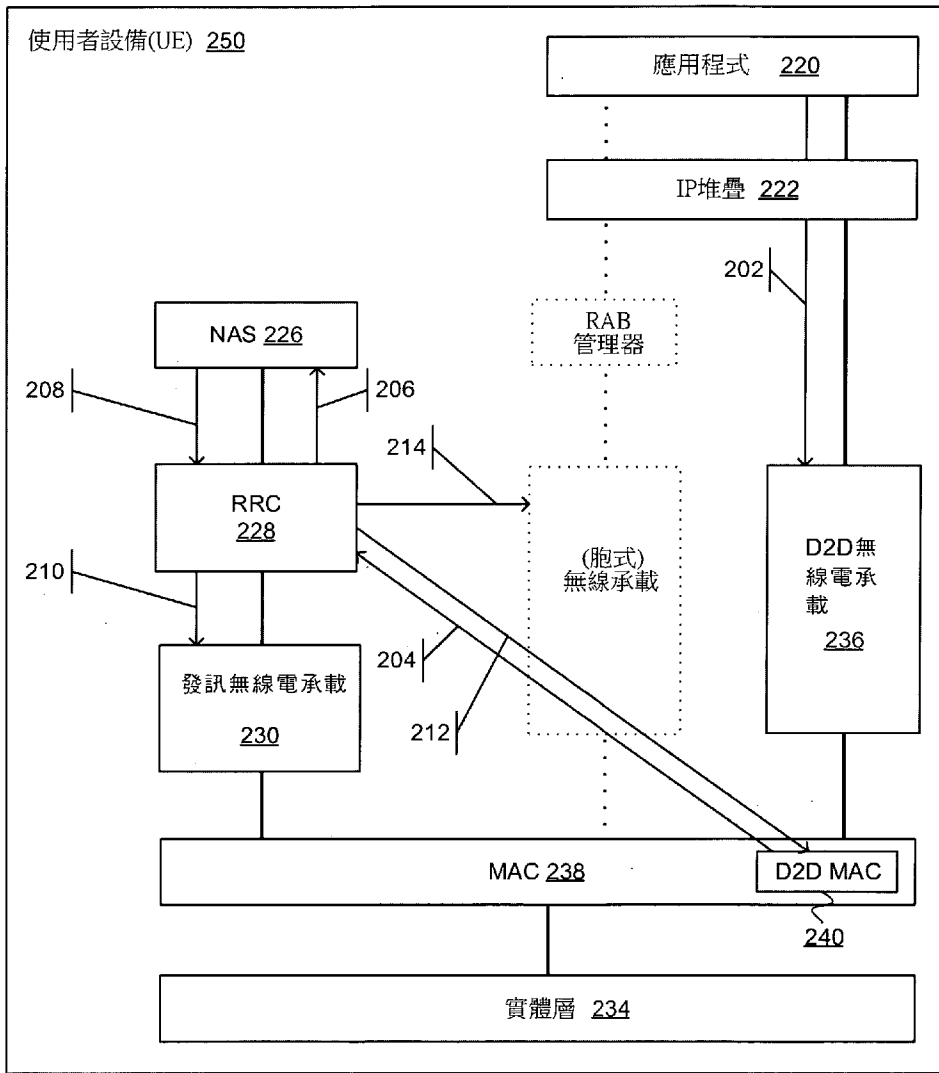 使用者設備(UE) 250
應用程式 220
IP堆疊 222
202
RAB
管理器
NAS 226
208
206
214
RRC
228
(胞式)
無線承載
D2D無
線電承
載
236
210
204
212
發訊無線電承載
230
MAC 238
D2D MAC
240
實體層 234